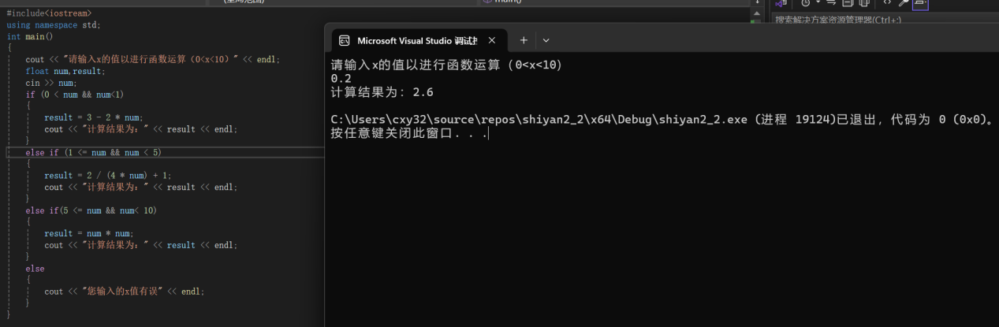 (全局范围)
main()
搜索解决方案资源管理器(Ctrl+;)
#include<iostream>
using namespace std;
int main()
{
cout << "请输入x的值以进行函数运算（0<x<10）" << endl;
float num,result;
cin >> num;
if (0 < num && num<1)
{
result = 3 - 2 * num;
cout << "计算结果为：" << result << endl;
}
else if (1 <= num && num < 5)
{
result = 2 / (4 * num) + 1;
cout << "计算结果为：" << result << endl;
}
else if(5 <= num && num< 10)
{
result = num * num;
cout << "计算结果为：" << result << endl;
}
else
{
cout << "您输入的x值有误" << endl;
}
}
Microsoft Visual Studio 调试
请输入x的值以进行函数运算（0<x<10）
0.2
计算结果为：2.6
C:\Users\cxy32\source\repos\shiyan2_2\x64\Debug\shiyan2_2.exe (进程 19124)已退出，代码为 0 (0x0)。
按任意键关闭此窗口. . .